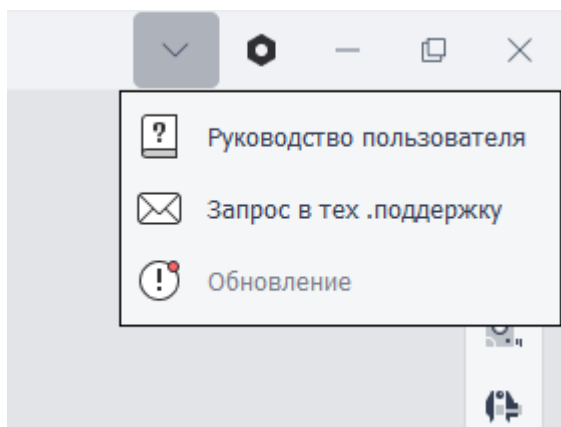 Руководство пользователя
Запрос в тех .поддержку
Обновление